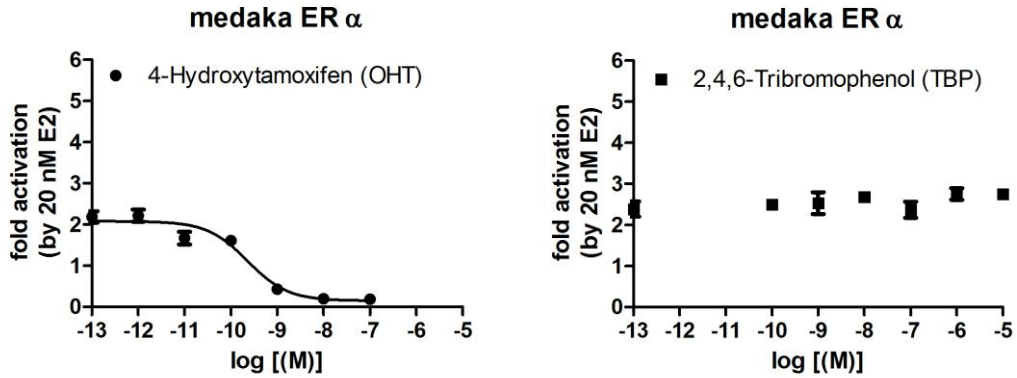 medaka ER α
6
5
4
3
2
1
0
fold activation
(by 20 nM E2)
4-Hydroxytamoxifen (OHT)
-13 -12 -11 -10 -9 -8 -7 -6 -5
log [(M)]
medaka ER α
6
5
4
3
2
1
0
fold activation
(by 20 nM E2)
2,4,6-Tribromophenol (TBP)
-13 -12 -11 -10 -9 -8 -7 -6 -5
log [(M)]